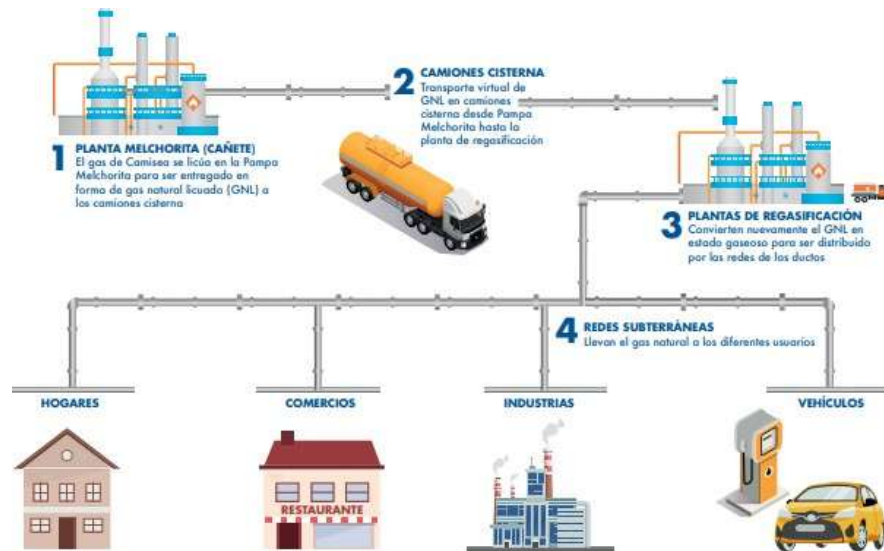 1 PLANTA MELCHORITA (CAÑETE)
El gas de Camisea se licúa en la Pampa
Melchorita para ser entregado en
forma de gas natural licuado (GNL) a
los camiones cisterna
2 CAMIONES CISTERNA
Transporte virtual de
GNL en camiones
cisterna desde Pampa
Melchorita hasta la
planta de regasificación
3 PLANTAS DE REGASIFICACIÓN
Convierten nuevamente el GNL en
estado gaseoso para ser distribuido
por las redes de los ductos
4 REDES SUBTERRÁNEAS
Llevan el gas natural a los diferentes usuarios
HOGARES
COMERCIOS
INDUSTRIAS
VEHÍCULOS
RESTAURANTE